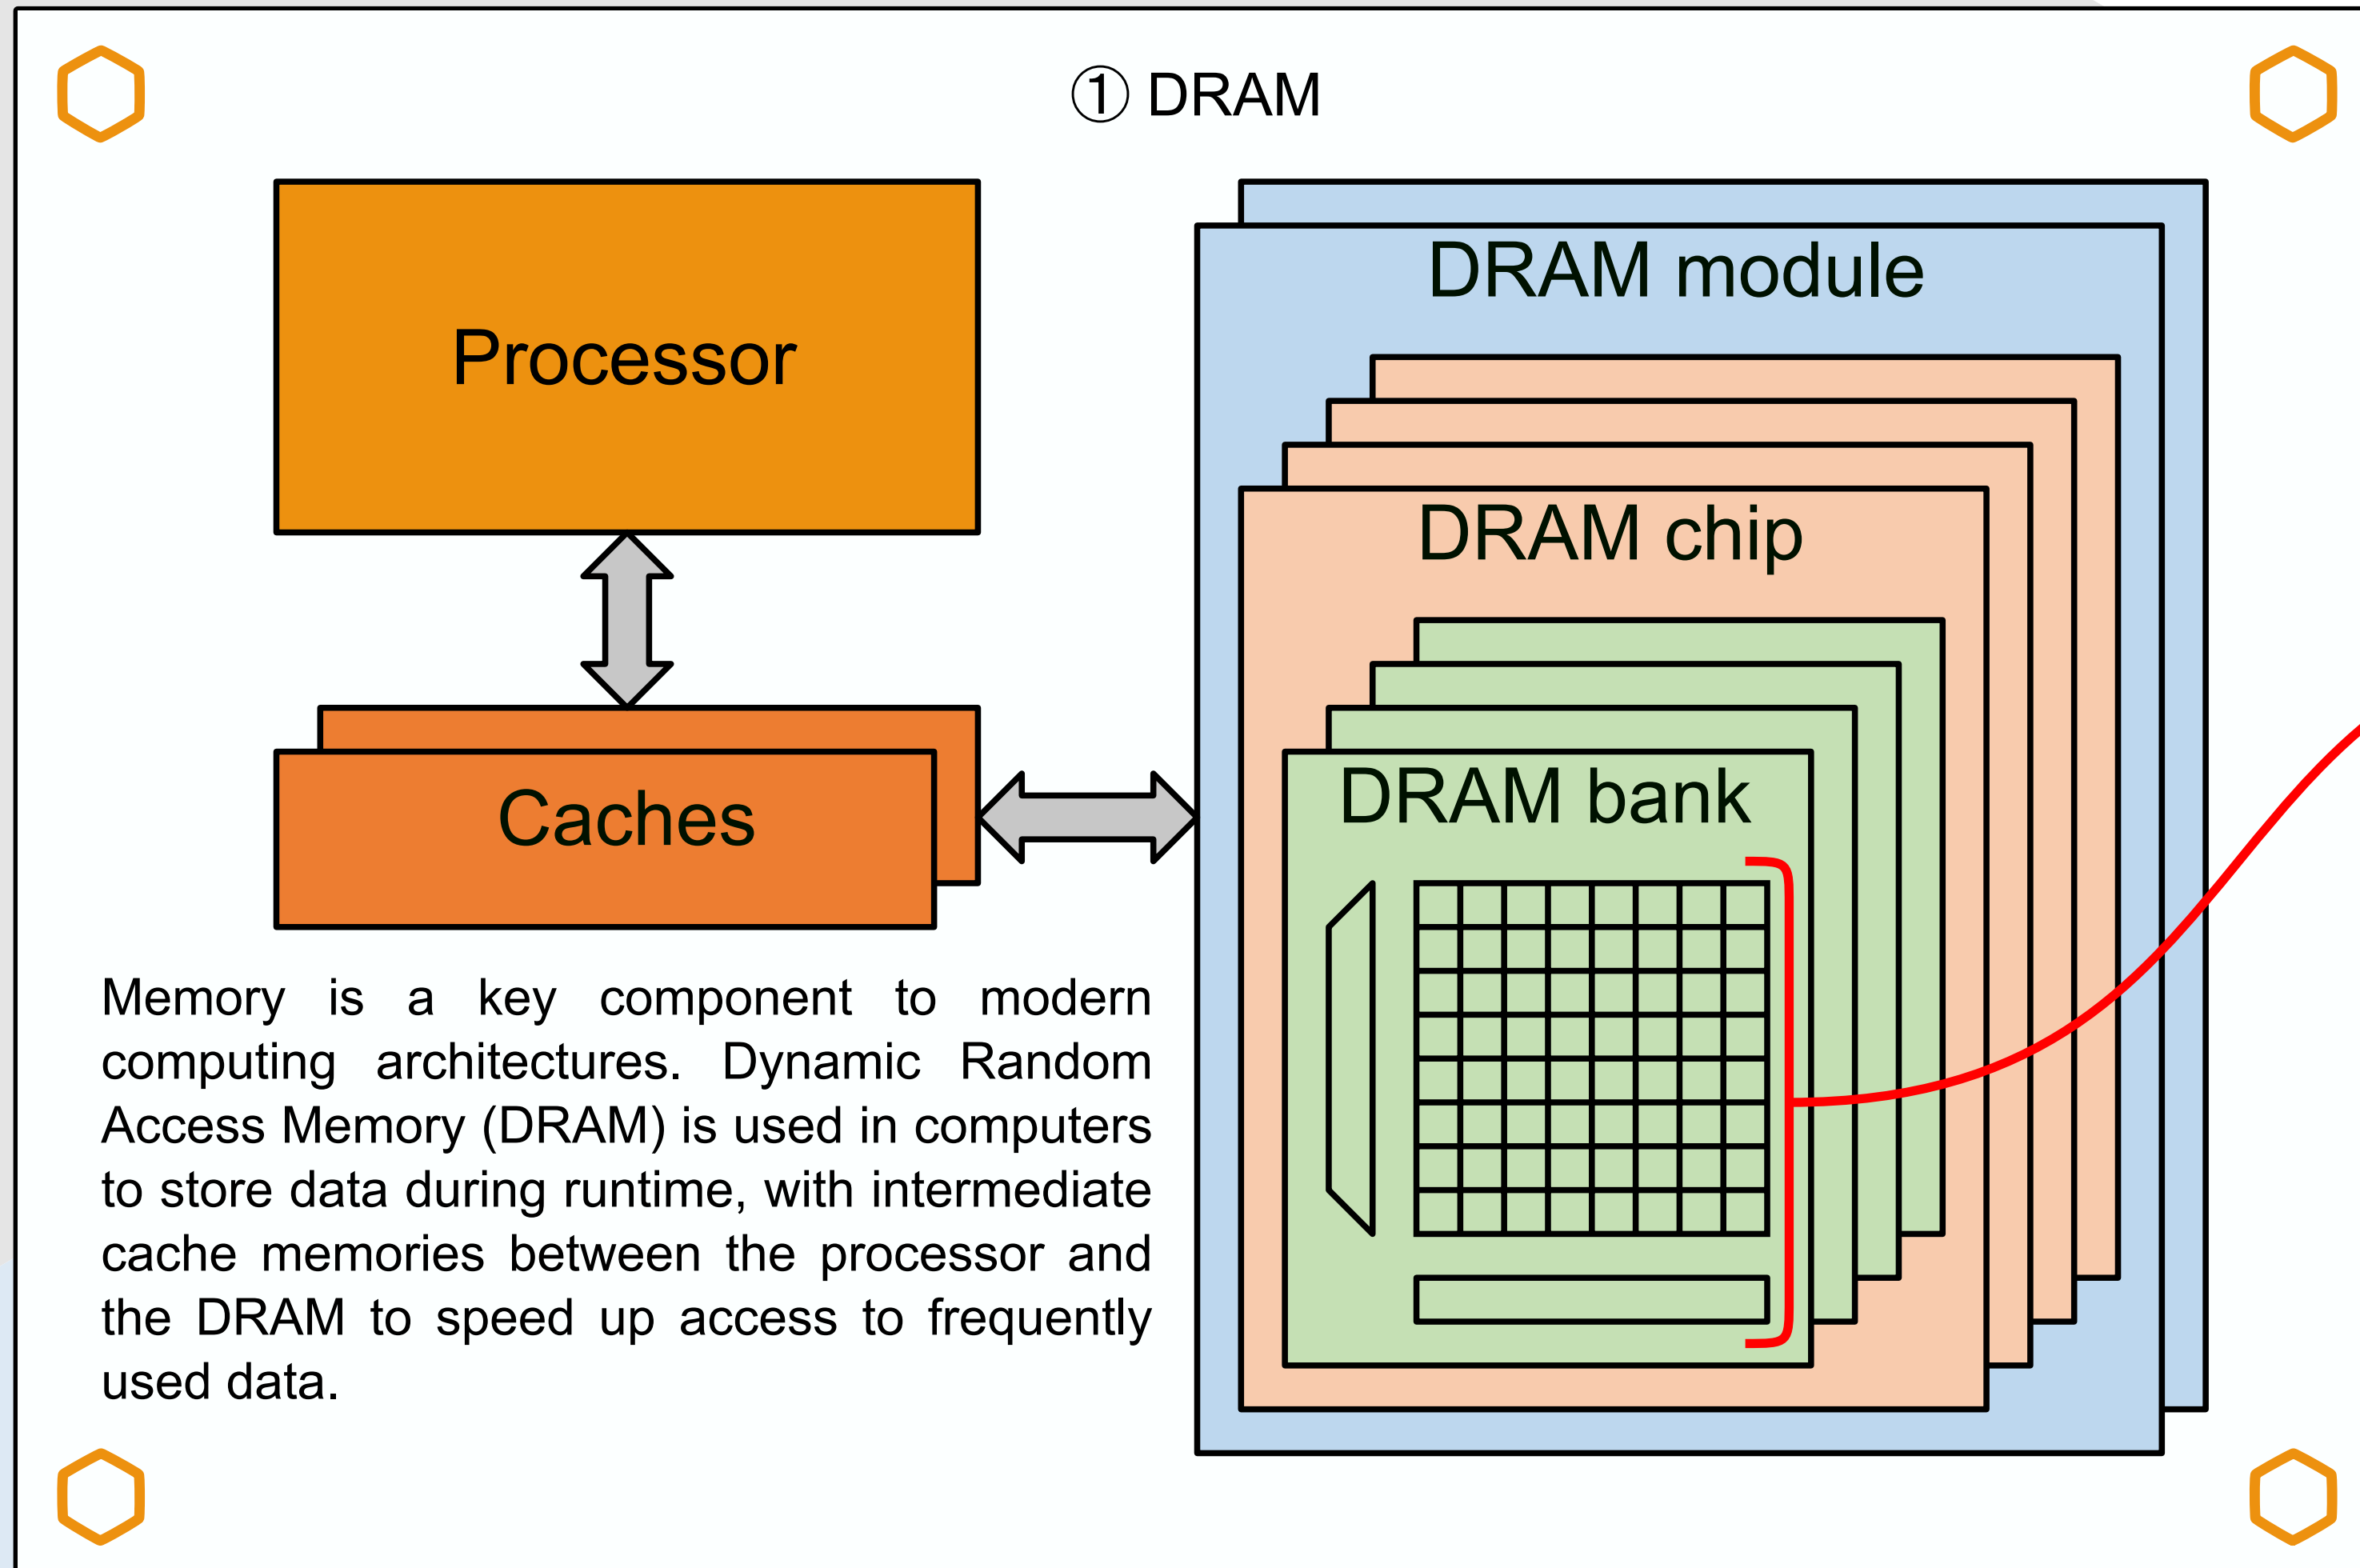 ① DRAM
Processor
Caches
DRAM module
DRAM chip
DRAM bank
Memory is a key component to modern
computing architectures. Dynamic Random
Access Memory (DRAM) is used in computers
to store data during runtime, with intermediate
cache memories between the processor and
the DRAM to speed up access to frequently
used data.